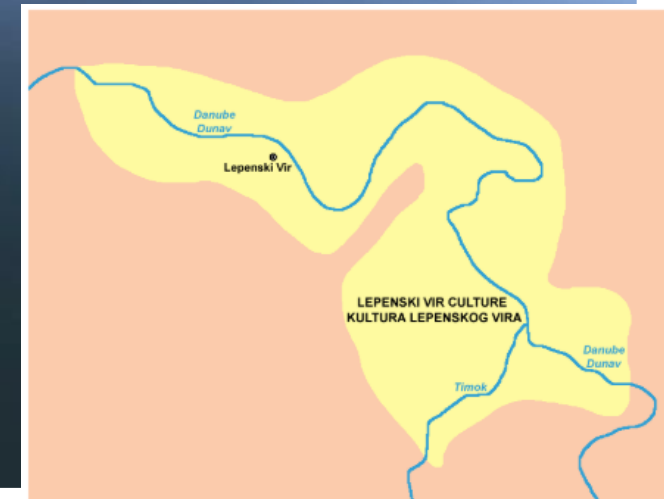 Danube
Dunav
Lepenski Vir
LEPENSKI VIR CULTURE
KULTURA LEPENSKOG VIRA
Danube
Dunav
Timok